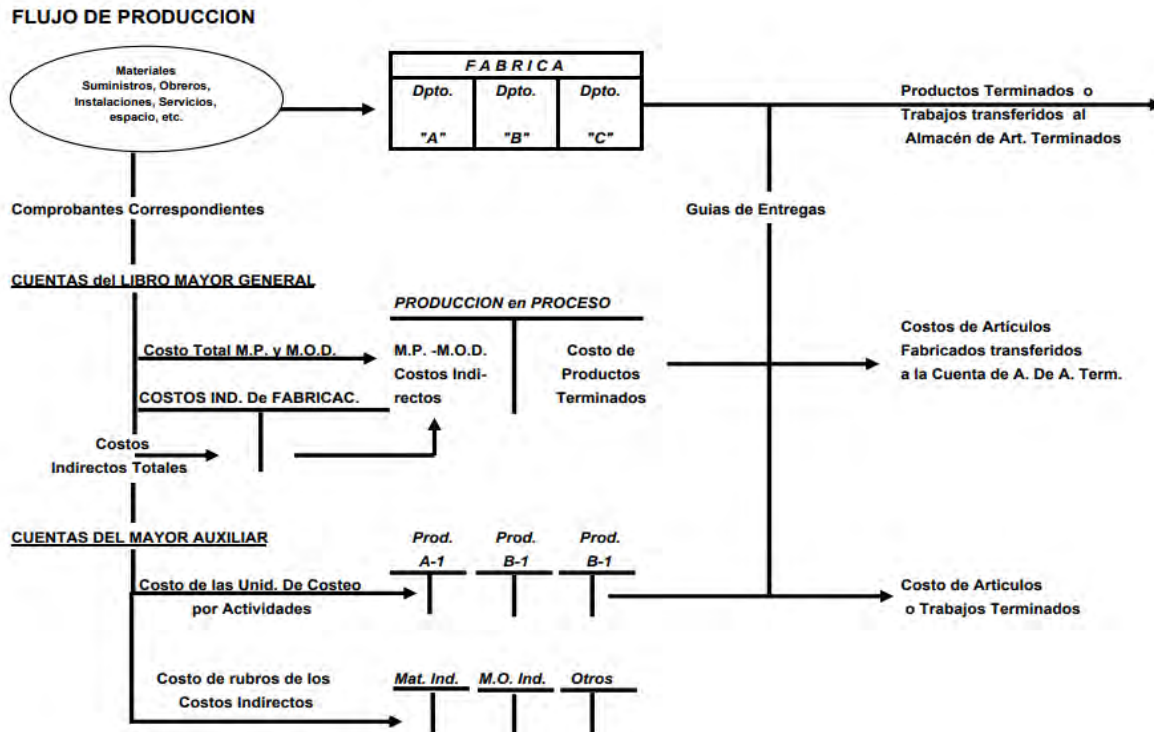 FLUJO DE PRODUCCION
Materiales
Suministros, Obreros,
Instalaciones, Servicios,
espacio, etc.
F A B R I C A
Dpto. Dpto. Dpto.
"A" "B" "C"
Productos Terminados o
Trabajos transferidos al
Almacén de Art. Terminados
Comprobantes Correspondientes
Guias de Entregas
CUENTAS del LIBRO MAYOR GENERAL
PRODUCCION en PROCESO
Costo Total M.P. y M.O.D.
M.P. -M.O.D.
Costos Indi-
rectos
Costo de
Productos
Terminados
Costos de Artículos
Fabricados transferidos
a la Cuenta de A. De A. Term.
COSTOS IND. De FABRICAC.
Costos
Indirectos Totales
CUENTAS DEL MAYOR AUXILIAR
Prod. Prod. Prod.
A-1 B-1 B-1
Costo de las Unid. De Costeo
por Actividades
Costo de Articulos
o Trabajos Terminados
Costo de rubros de los
Costos Indirectos
Mat. Ind. M.O. Ind. Otros